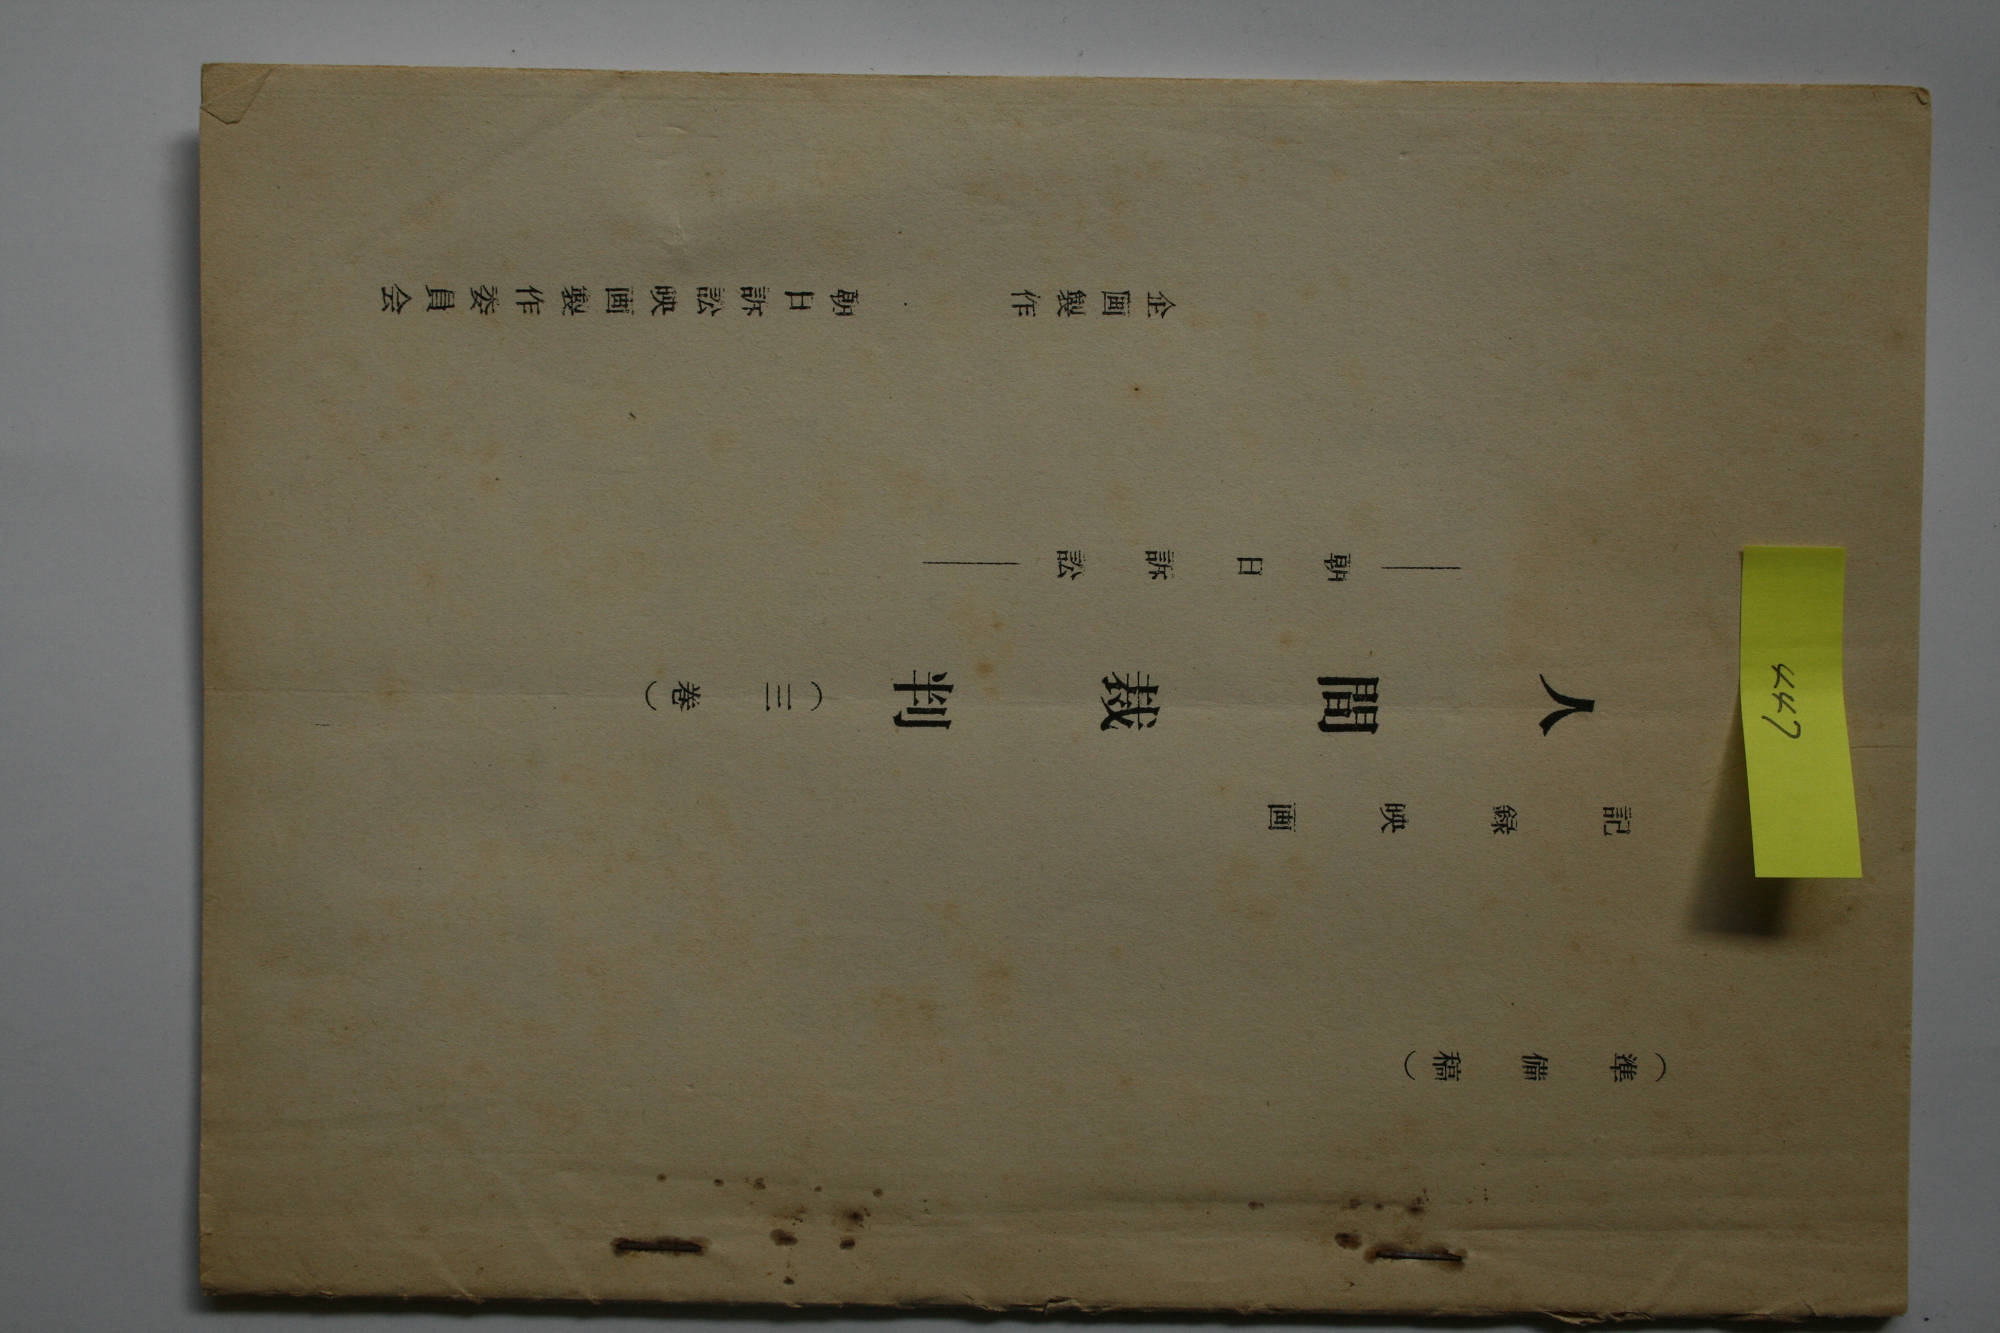 （準備稿）
記録映画
人間裁判（三巻）
―朝日訴訟―
企画製作　朝日訴訟映画製作委員会
447